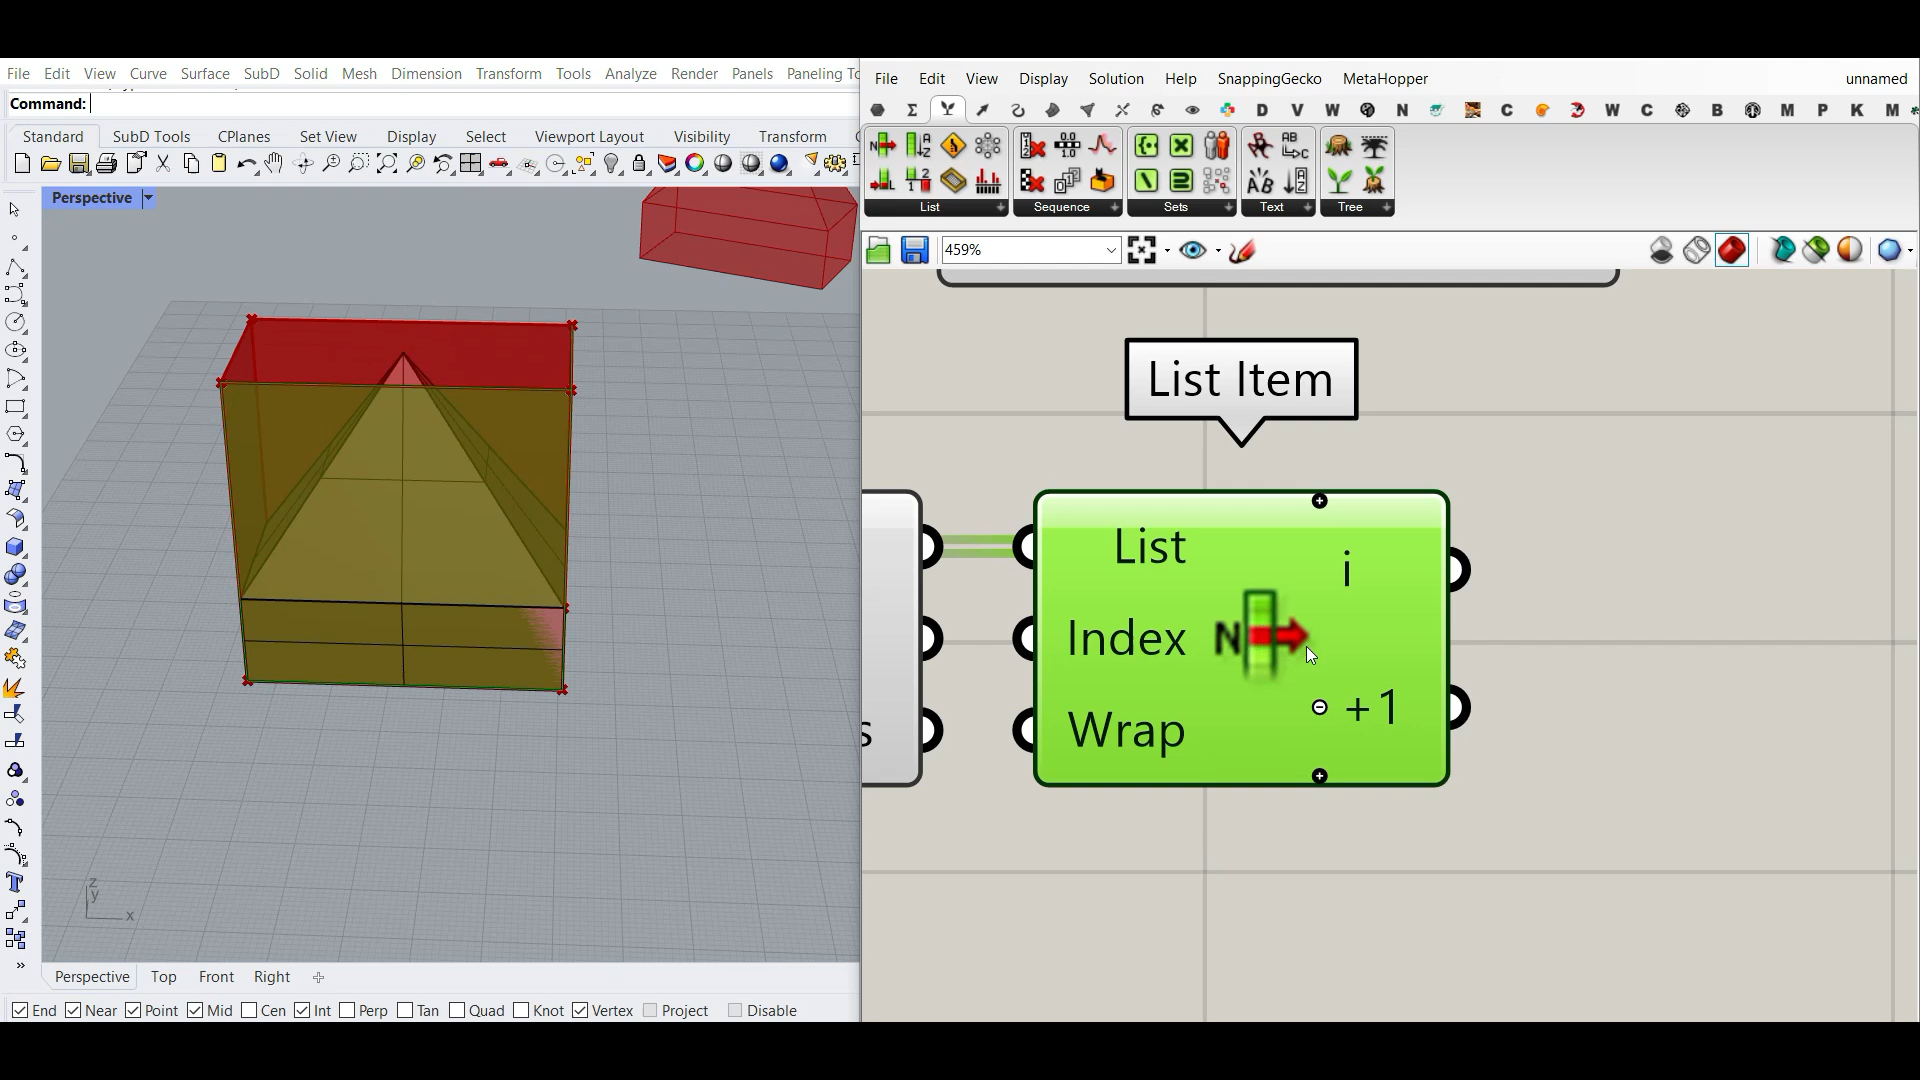 File Edit View Curve Surface SubD Solid Mesh Dimension Transform Tools Analyze Render Panels Paneling To
Command:
Standard SubD Tools CPlanes Set View Display Select Viewport Layout Visibility Transform
Perspective
z
y
x
Perspective Top Front Right
End Near Point Mid Cen Int Perp Tan Quad Knot Vertex Project Disable
File Edit View Display Solution Help SnappingGecko MetaHopper unnamed
D V W N C W C B M P K M
List Sequence Sets Text Tree
459%
List Item
List
i
Index
N
+1
Wrap
s